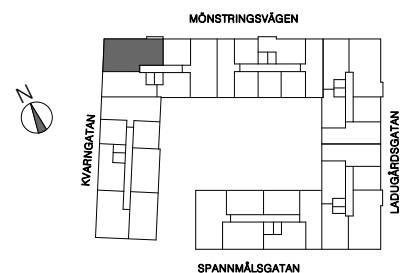 MÖNSTRINGSVÄGEN
N
KVARNGATAN
LADUGÅRDSGATAN
SPANNMÅLSGATAN